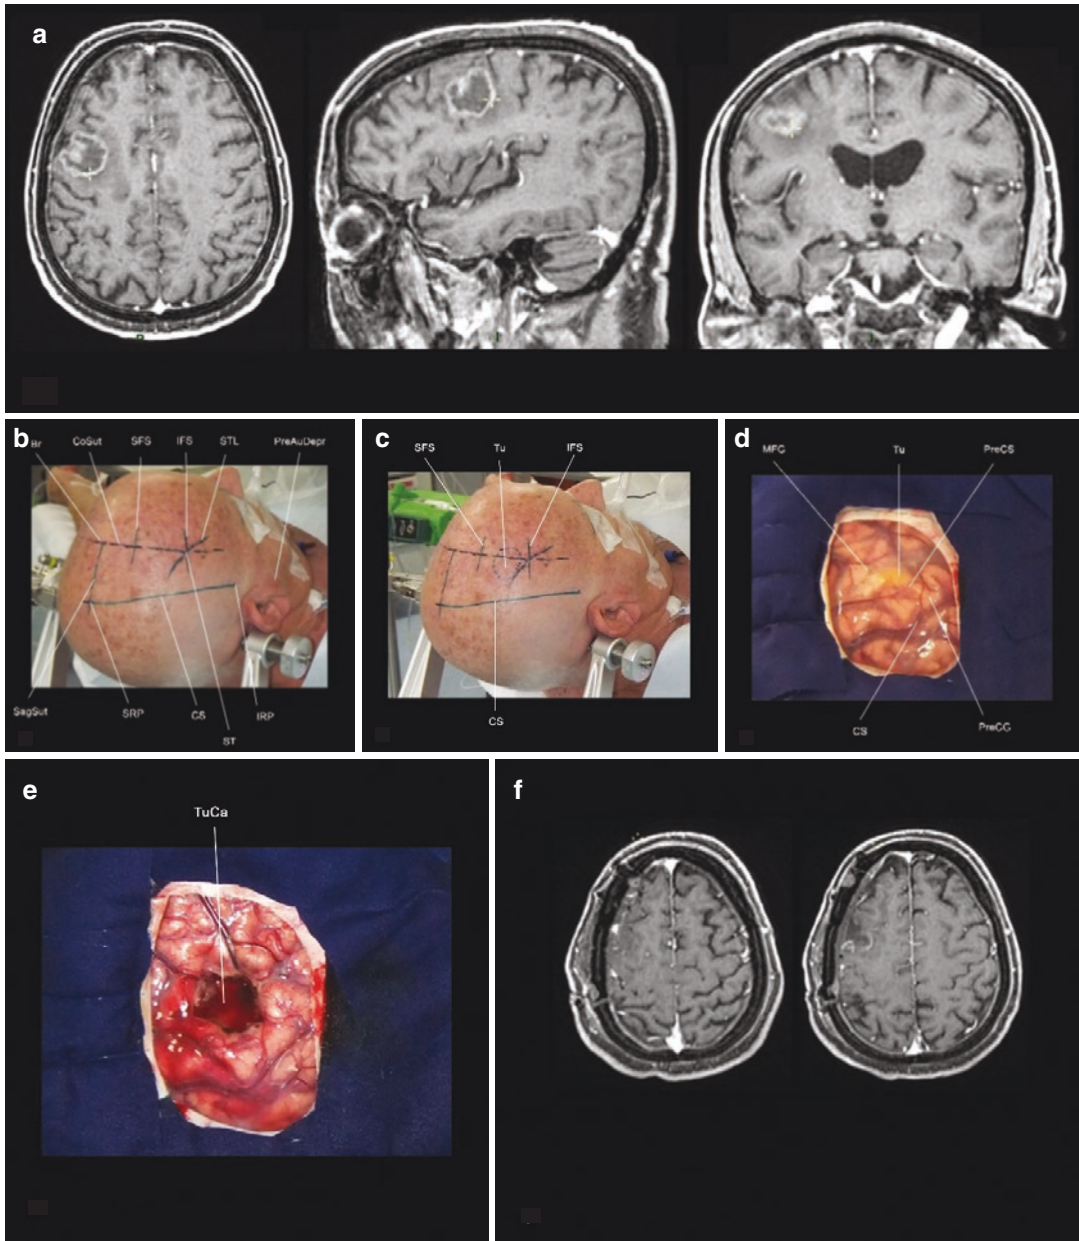 a
b Br CoSut SFS IFS STL PreAuDepr
SagSut SRP CS IRP
ST
c SFS Tu IFS
CS
d MFG Tu PreCS
CS PreCG
e
TuCa
f